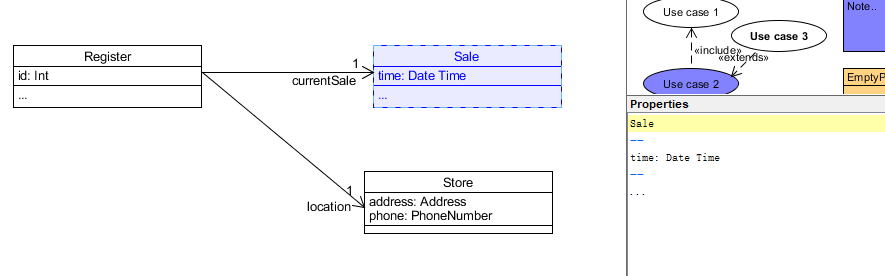 Register
id: Int
...
1
currentSale
Sale
time: Date Time
...
1
location
Store
address: Address
phone: PhoneNumber
Use case 1
Use case 3
«include»
«extends»
Use case 2
Note..
EmptyP
Properties
Sale
--
time: Date Time
--
...